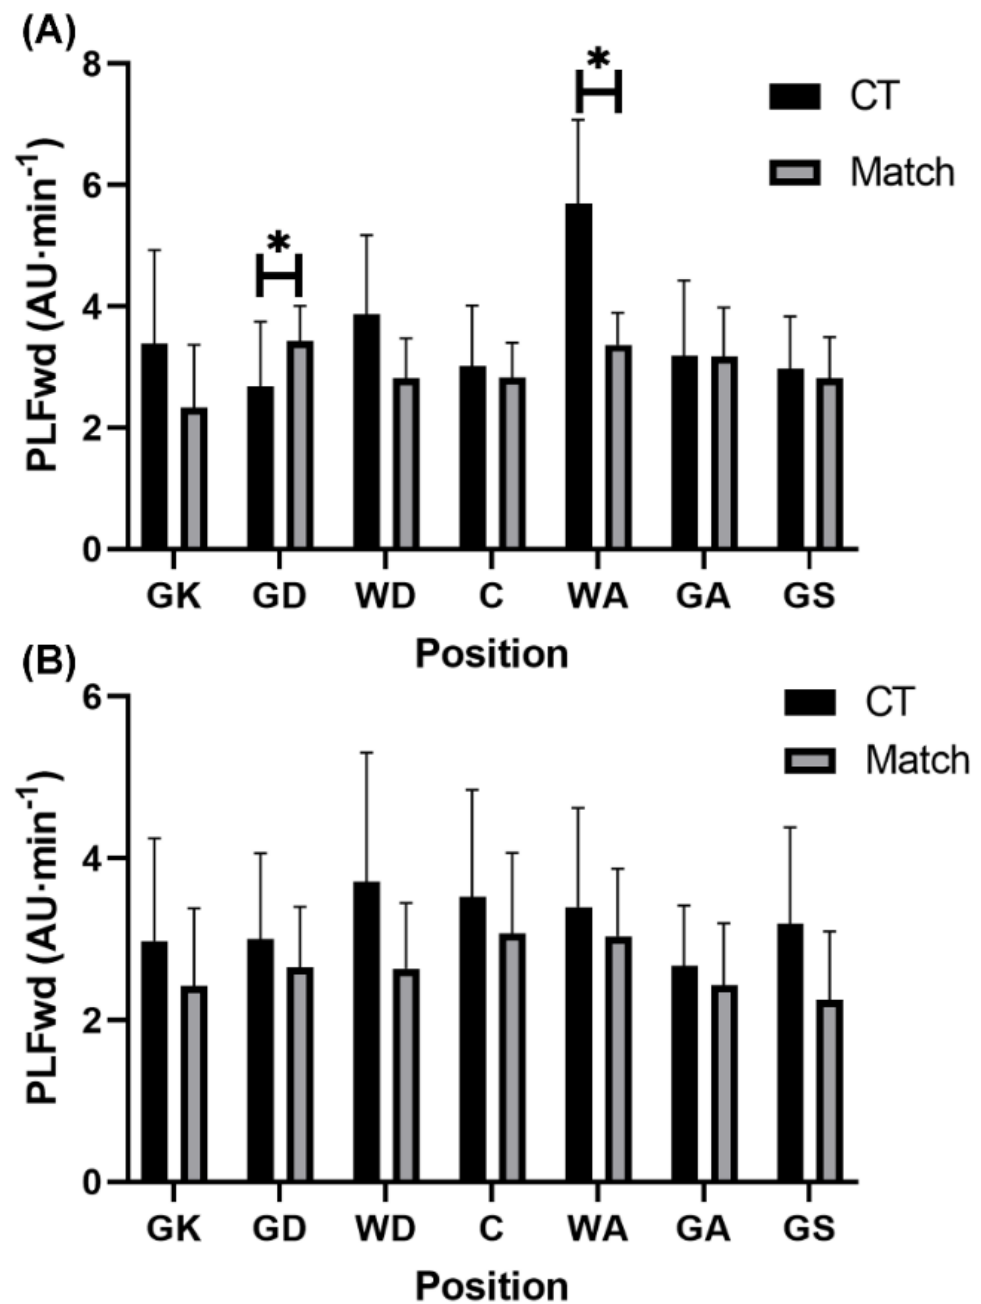 (A)
8
6
4
2
0
PLFwd (AU·min⁻¹)
*
*
CT
Match
GK GD WD C WA GA GS
Position
(B)
6
4
2
0
PLFwd (AU·min⁻¹)
CT
Match
GK GD WD C WA GA GS
Position